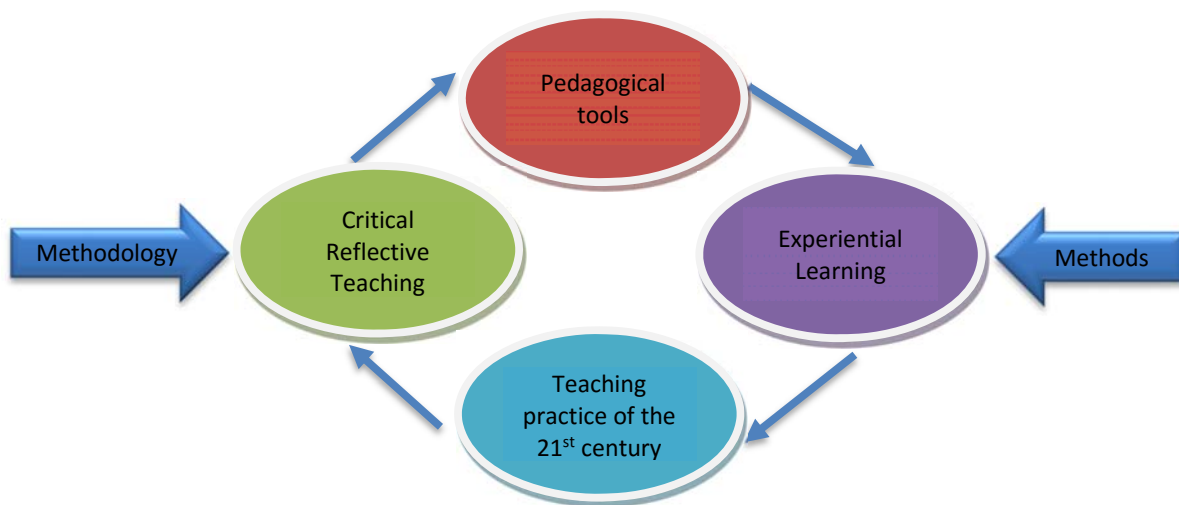 Pedagogical
tools
Methodology
Critical
Reflective
Teaching
Experiential
Learning
Methods
Teaching
practice of the
21st century